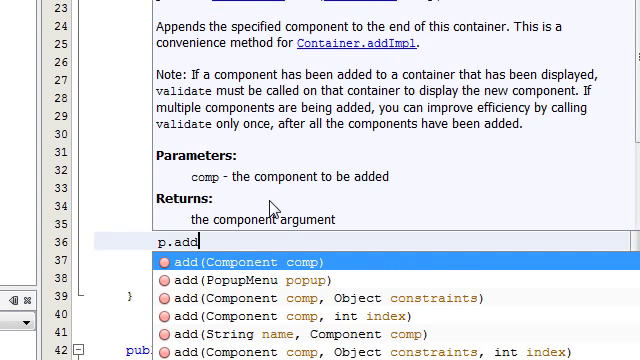 23
24 Appends the specified component to the end of this container. This is a
25 convenience method for Container.addImpl.
26
27 Note: If a component has been added to a container that has been displayed,
validate must be called on that container to display the new component. If
28 multiple components are being added, you can improve efficiency by calling
29 validate only once, after all the components have been added.
30
31 Parameters:
32 comp - the component to be added
33 Returns:
34
35 the component argument
36 p.add
37 add(Component comp)
38 add(PopupMenu popup)
39 } add(Component comp, Object constraints)
40 add(Component comp, int index)
41 add(String name, Component comp)
42 publ add(Component comp, Object constraints, int index)